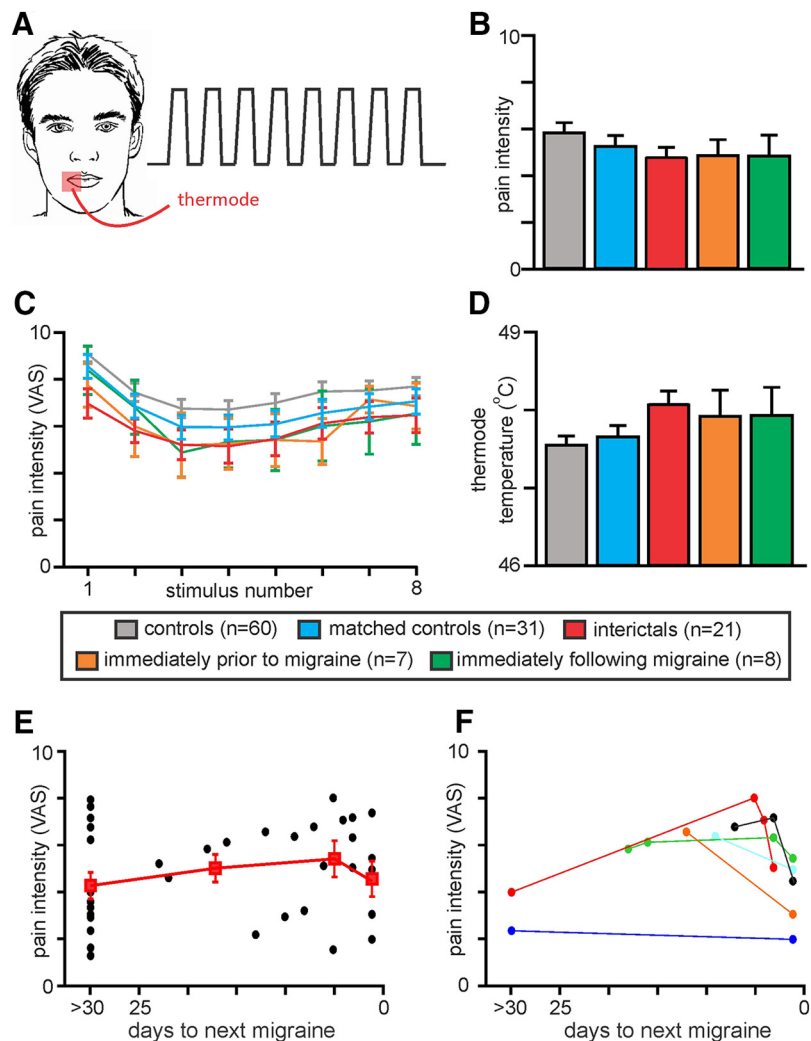 A
thermode
B
10
0
pain intensity
C
10
0
pain intensity (VAS)
1
stimulus number
8
D
49
46
thermode
temperature (°C)
controls (n=60)
matched controls (n=31)
interictals (n=21)
immediately prior to migraine (n=7)
immediately following migraine (n=8)
E
10
0
pain intensity (VAS)
>30
25
0
days to next migraine
F
10
0
pain intensity (VAS)
>30
25
0
days to next migraine